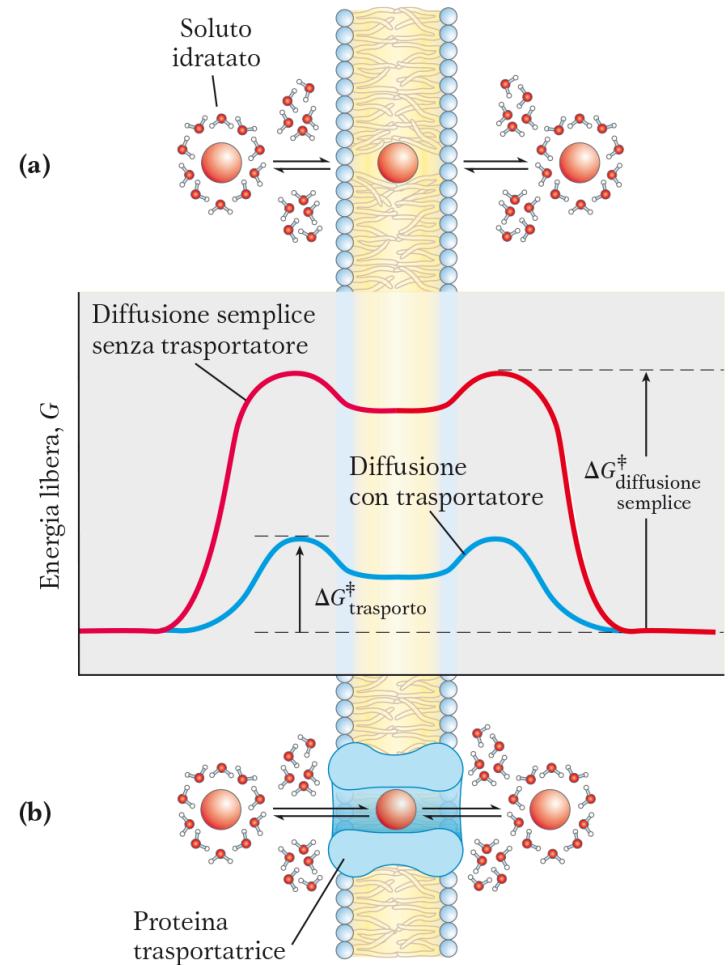 Soluto
idratato
(a)
Diffusione semplice
senza trasportatore
Energia libera, G
Diffusione
con trasportatore
ΔG‡diffusione
semplice
ΔG‡trasporto
(b)
Proteina
trasportatrice